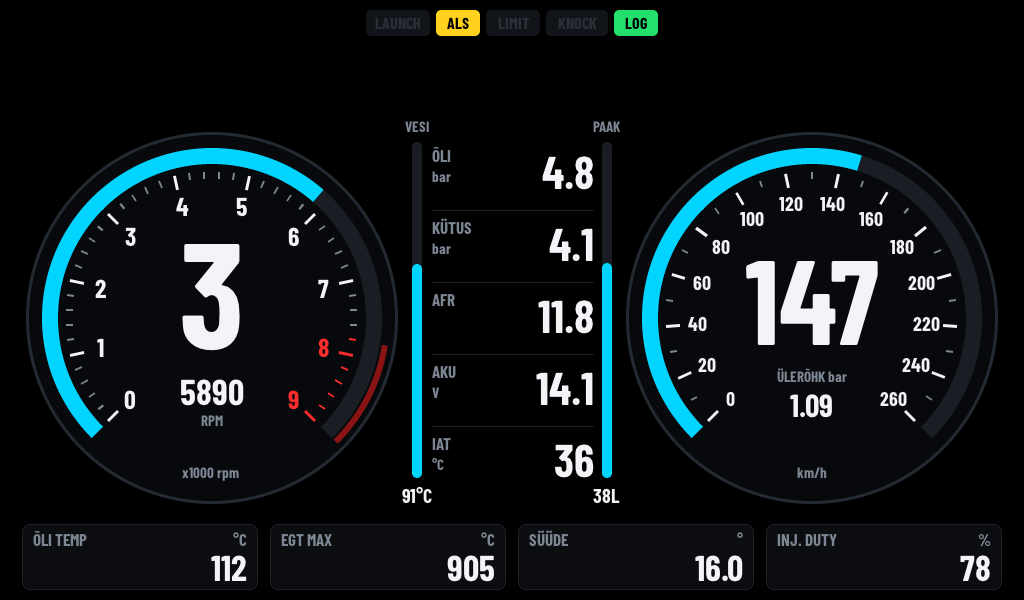 LAUNCH ALS LIMIT KNOCK LOG
VESI PAAK
0 1 2 3 4 5 6 7 8 9
3
5890
RPM
x1000 rpm
ÕLI
bar
4.8
KÜTUS
bar
4.1
AFR
11.8
AKU
V
14.1
IAT
°C
36
91°C 38L
0 20 40 60 80 100 120 140 160 180 200 220 240 260
147
ÜLERÕHK bar
1.09
km/h
ÕLI TEMP °C
112
EGT MAX °C
905
SÜÜDE °
16.0
INJ. DUTY %
78